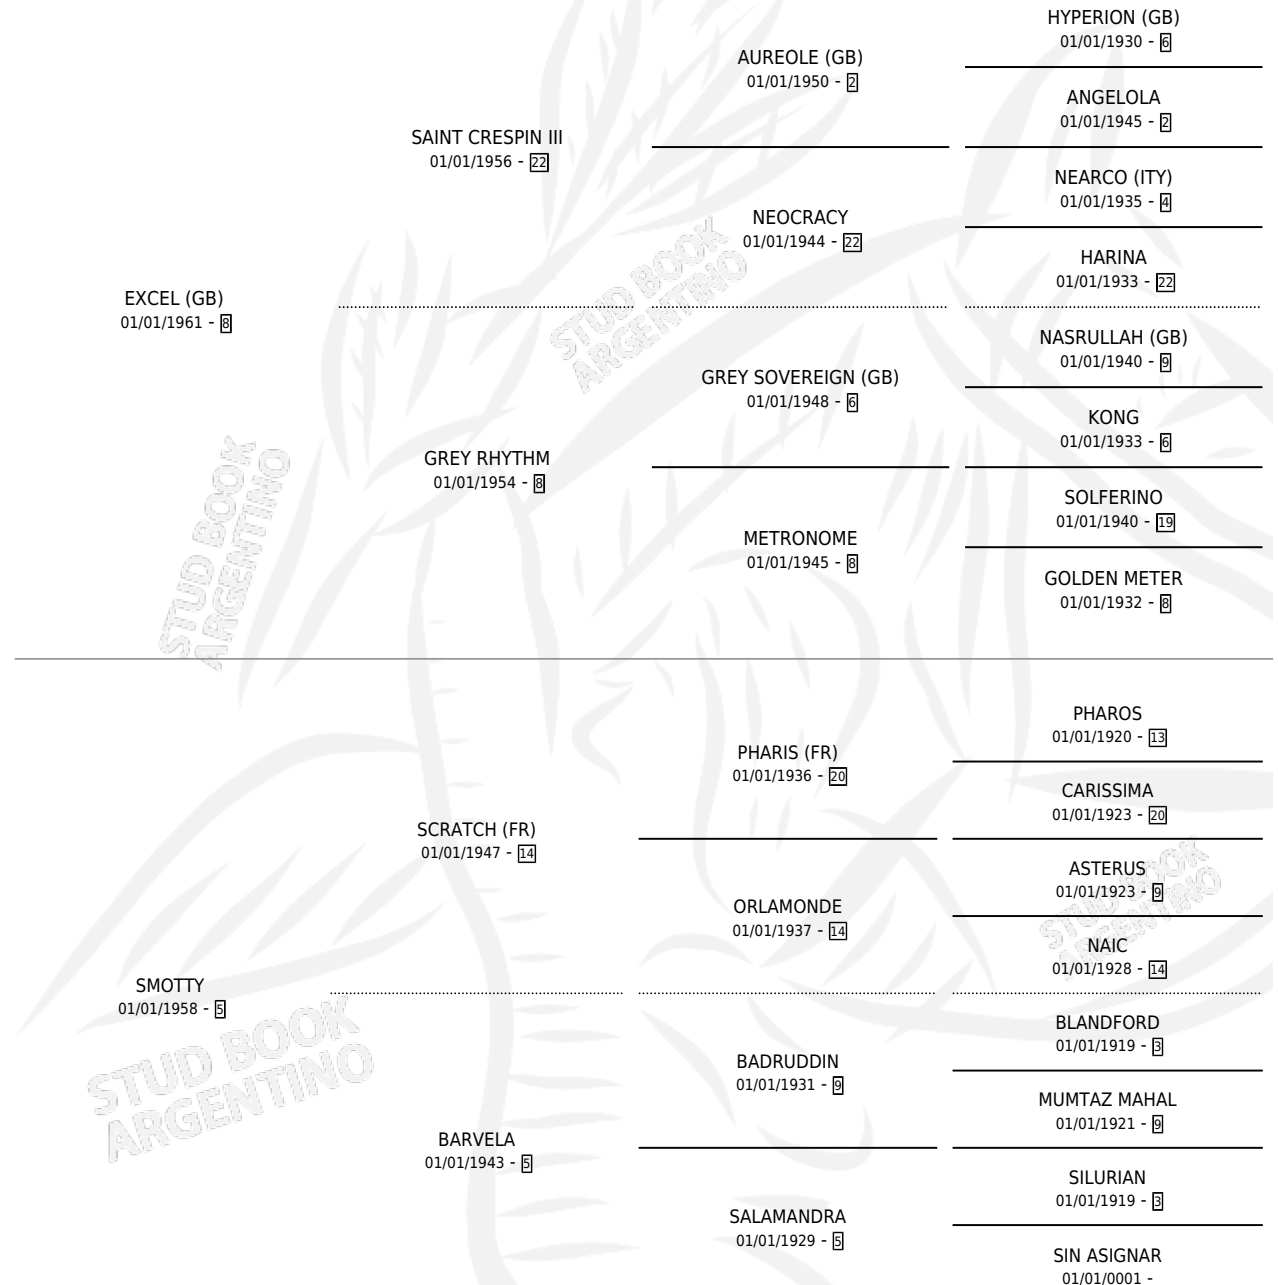 HYPERION (GB)
01/01/1930 - 6
AUREOLE (GB)
01/01/1950 - 2
ANGELOLA
01/01/1945 - 2
SAINT CRESPIN III
01/01/1956 - 22
NEARCO (ITY)
01/01/1935 - 4
NEOCRACY
01/01/1944 - 22
HARINA
01/01/1933 - 22
EXCEL (GB)
01/01/1961 - 8
NASRULLAH (GB)
01/01/1940 - 9
GREY SOVEREIGN (GB)
01/01/1948 - 6
KONG
01/01/1933 - 6
GREY RHYTHM
01/01/1954 - 8
SOLFERINO
01/01/1940 - 19
METRONOME
01/01/1945 - 8
GOLDEN METER
01/01/1932 - 8
STUD BOOK
ARGENTINO
STUD BOOK
ARGENTINO
PHAROS
01/01/1920 - 13
PHARIS (FR)
01/01/1936 - 20
CARISSIMA
01/01/1923 - 20
SCRATCH (FR)
01/01/1947 - 14
ASTERUS
01/01/1923 - 9
ORLAMONDE
01/01/1937 - 14
NAIC
01/01/1928 - 14
STUD BOOK
ARGENTINO
SMOTTY
01/01/1958 - 5
BLANDFORD
01/01/1919 - 3
BADRUDDIN
01/01/1931 - 9
MUMTAZ MAHAL
01/01/1921 - 9
STUD BOOK
ARGENTINO
BARVELA
01/01/1943 - 5
SILURIAN
01/01/1919 - 3
SALAMANDRA
01/01/1929 - 5
SIN ASIGNAR
01/01/0001 -